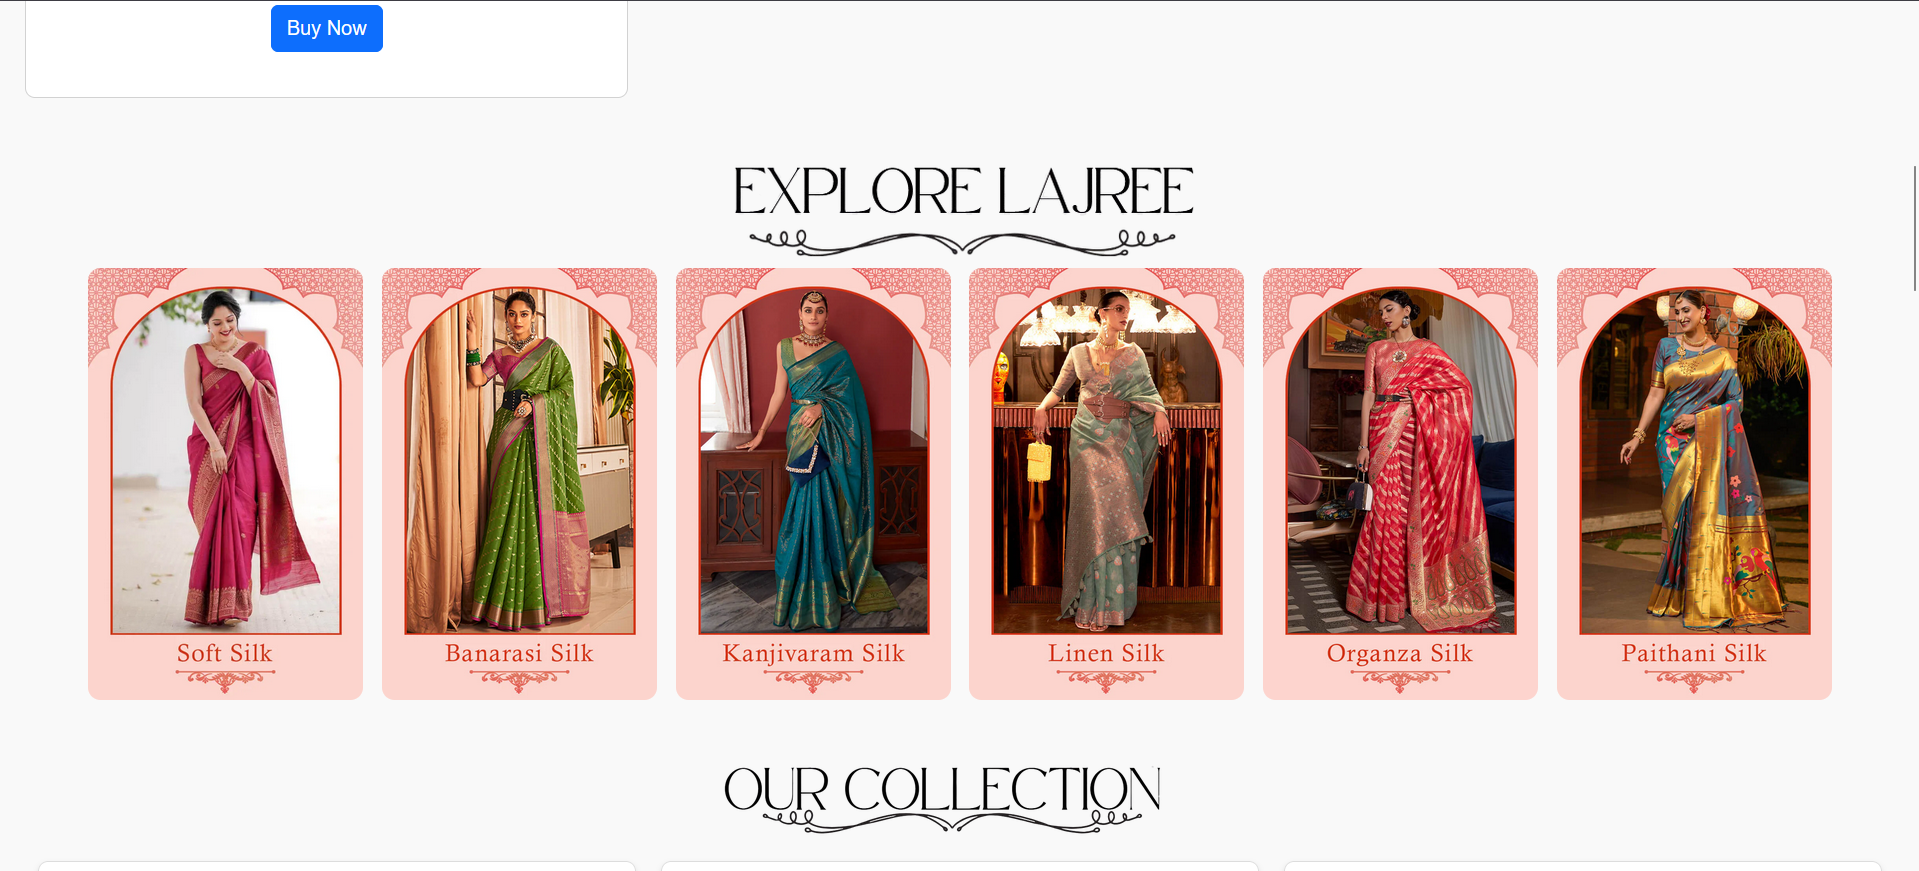 Buy Now
EXPLORE LAJREE
Soft Silk
Banarasi Silk
Kanjivaram Silk
Linen Silk
Organza Silk
Paithani Silk
OUR COLLECTION